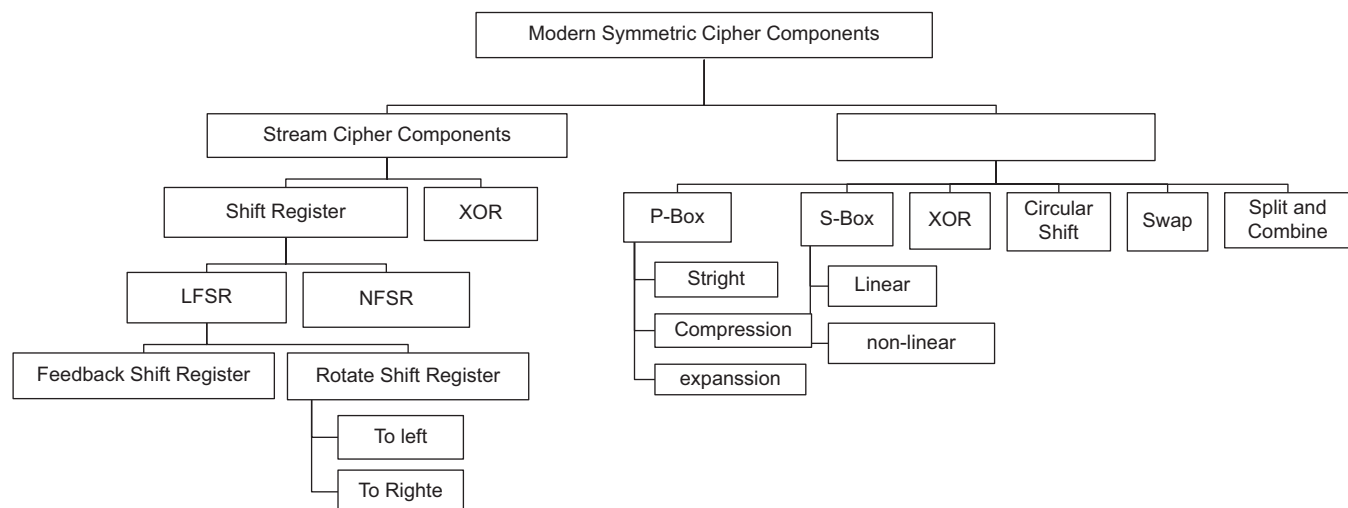 Modern Symmetric Cipher Components
Stream Cipher Components
Shift Register
XOR
LFSR
NFSR
Feedback Shift Register
Rotate Shift Register
To left
To Righte
P-Box
S-Box
XOR
Circular
Shift
Swap
Split and
Combine
Stright
Compression
expanssion
Linear
non-linear